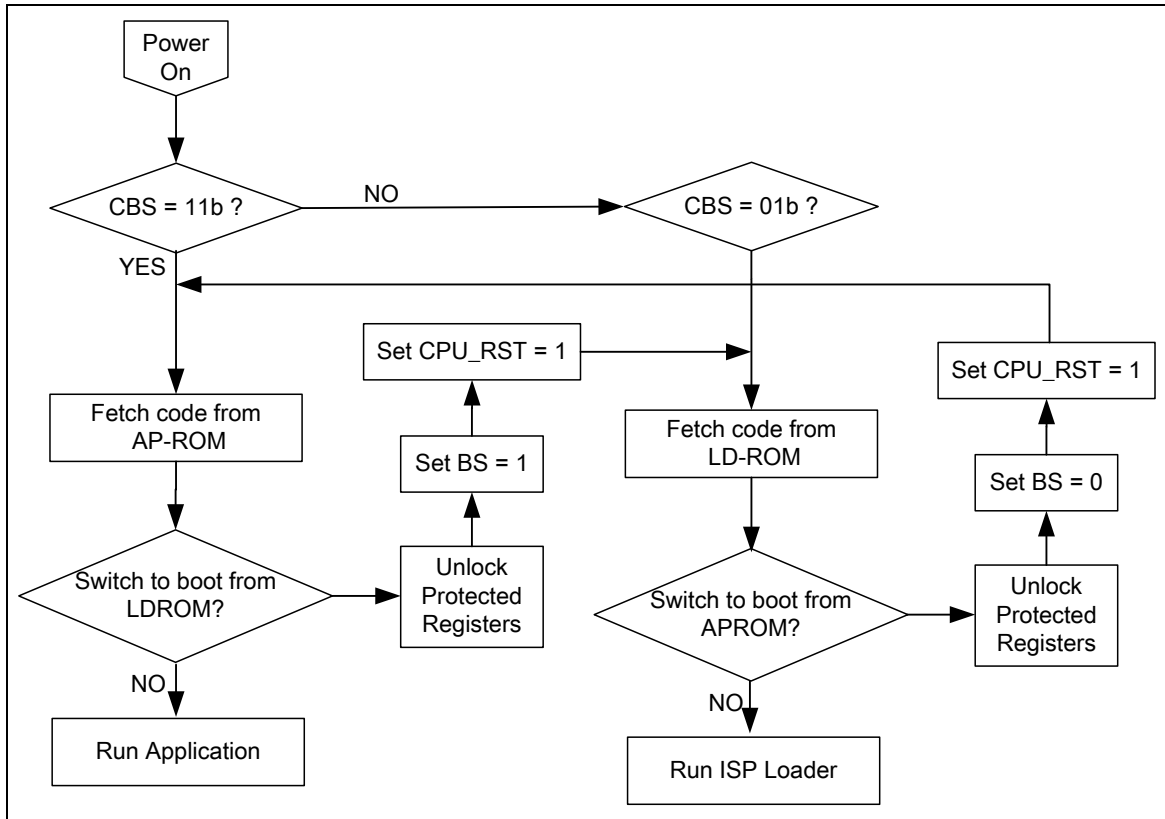 Power
On
CBS = 11b ?
NO
CBS = 01b ?
YES
Set CPU_RST = 1
Set CPU_RST = 1
Fetch code from
AP-ROM
Fetch code from
LD-ROM
Set BS = 1
Set BS = 0
Switch to boot from
LDROM?
Unlock
Protected
Registers
Switch to boot from
APROM?
Unlock
Protected
Registers
NO
NO
Run Application
Run ISP Loader